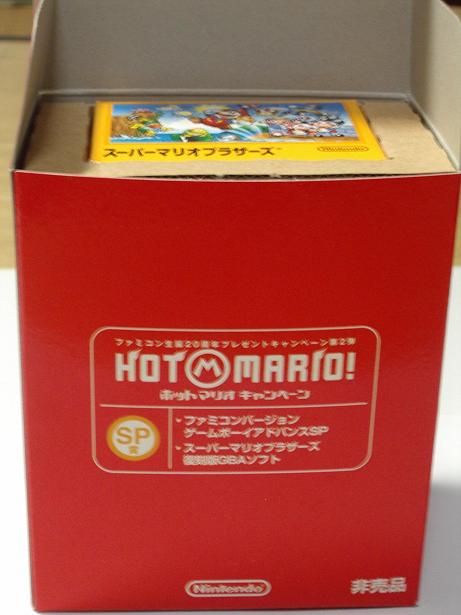 スーパーマリオブラザーズ™
Nintendo
ファミコン生誕20周年プレゼントキャンペーン第2弾
HOT M MARIO!
ホットマリオ キャンペーン
SP
賞
・ファミコンバージョン
ゲームボーイアドバンスSP
・スーパーマリオブラザーズ
復刻版GBAソフト
Nintendo
非売品